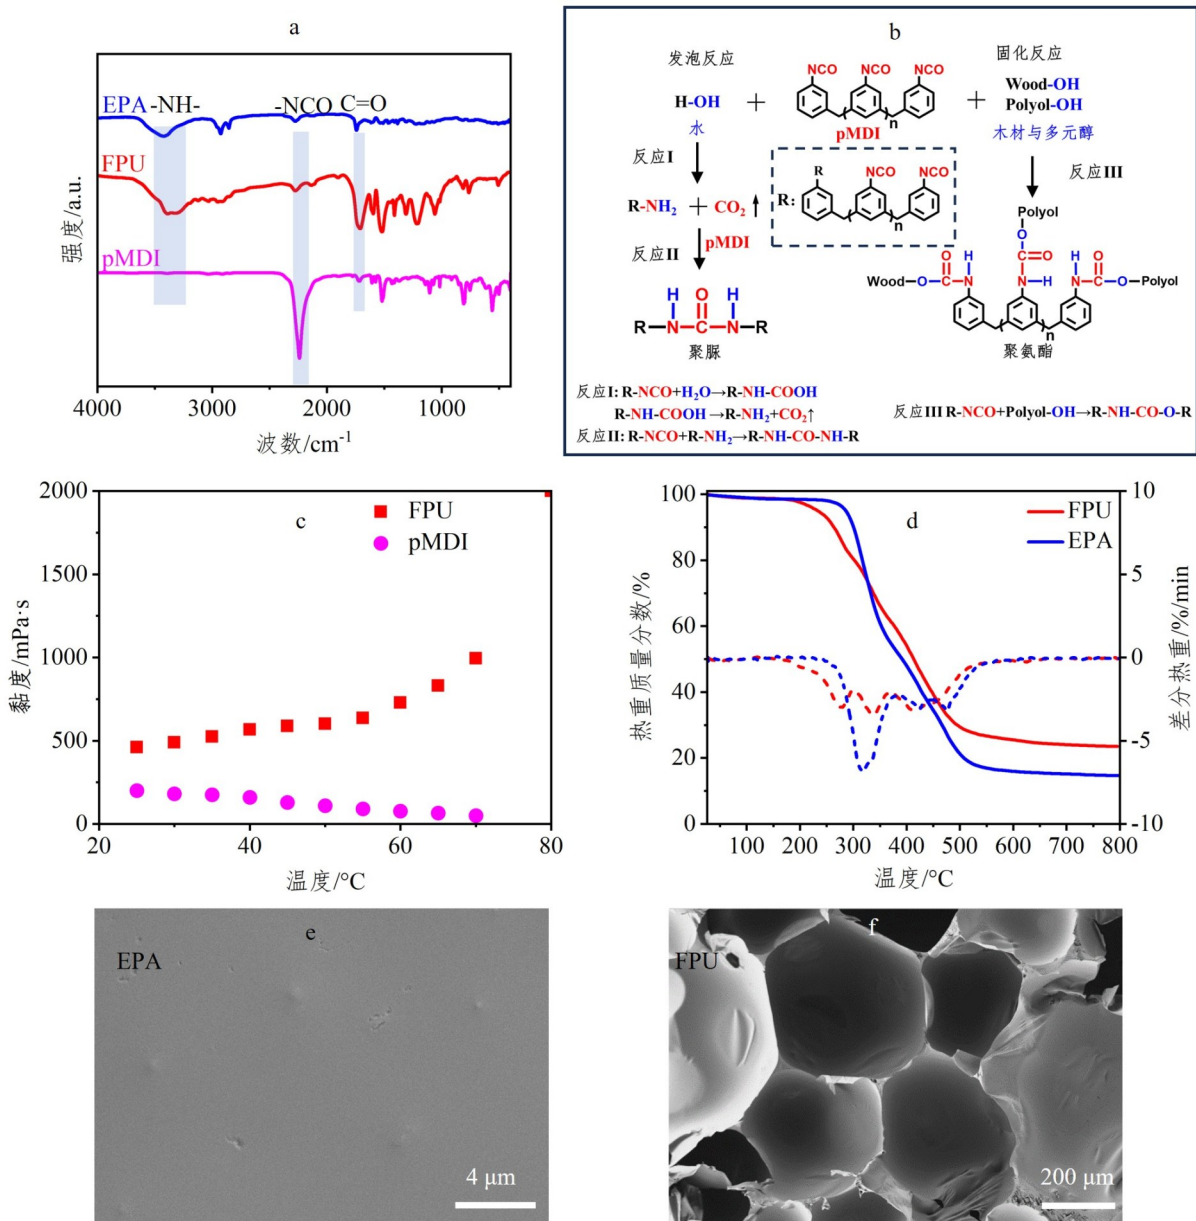 a
EPA -NH- -NCO C=O
FPU
pMDI
强度/a.u.
4000 3000 2000 1000
波数/cm⁻¹
b
发泡反应 固化反应
NCO NCO NCO
H-OH + + Wood-OH
Polyol-OH
n
水 pMDI 木材与多元醇
反应I 反应III
R NCO NCO
R:
n
R-NH₂ + CO₂
反应II pMDI
Polyol
O
O H C O H O
Wood O C N N H N C O Polyol
n
H O H
R N C N R
聚脲 聚氨酯
反应I: R-NCO+H₂O→R-NH-COOH
R-NH-COOH→R-NH₂+CO₂↑
反应II: R-NCO+R-NH₂→R-NH-CO-NH-R
反应III R-NCO+Polyol-OH→R-NH-CO-O-R
c
FPU
pMDI
黏度/mPa·s
2000
1500
1000
500
0
20 40 60 80
温度/°C
d
FPU
EPA
热重质量分数/%
100
80
60
50
40
30
20
10
0
差分热重/%/min
10
5
0
-5
-10
100 200 300 400 500 600 700 800
温度/°C
e
EPA
4 μm
f
FPU
200 μm